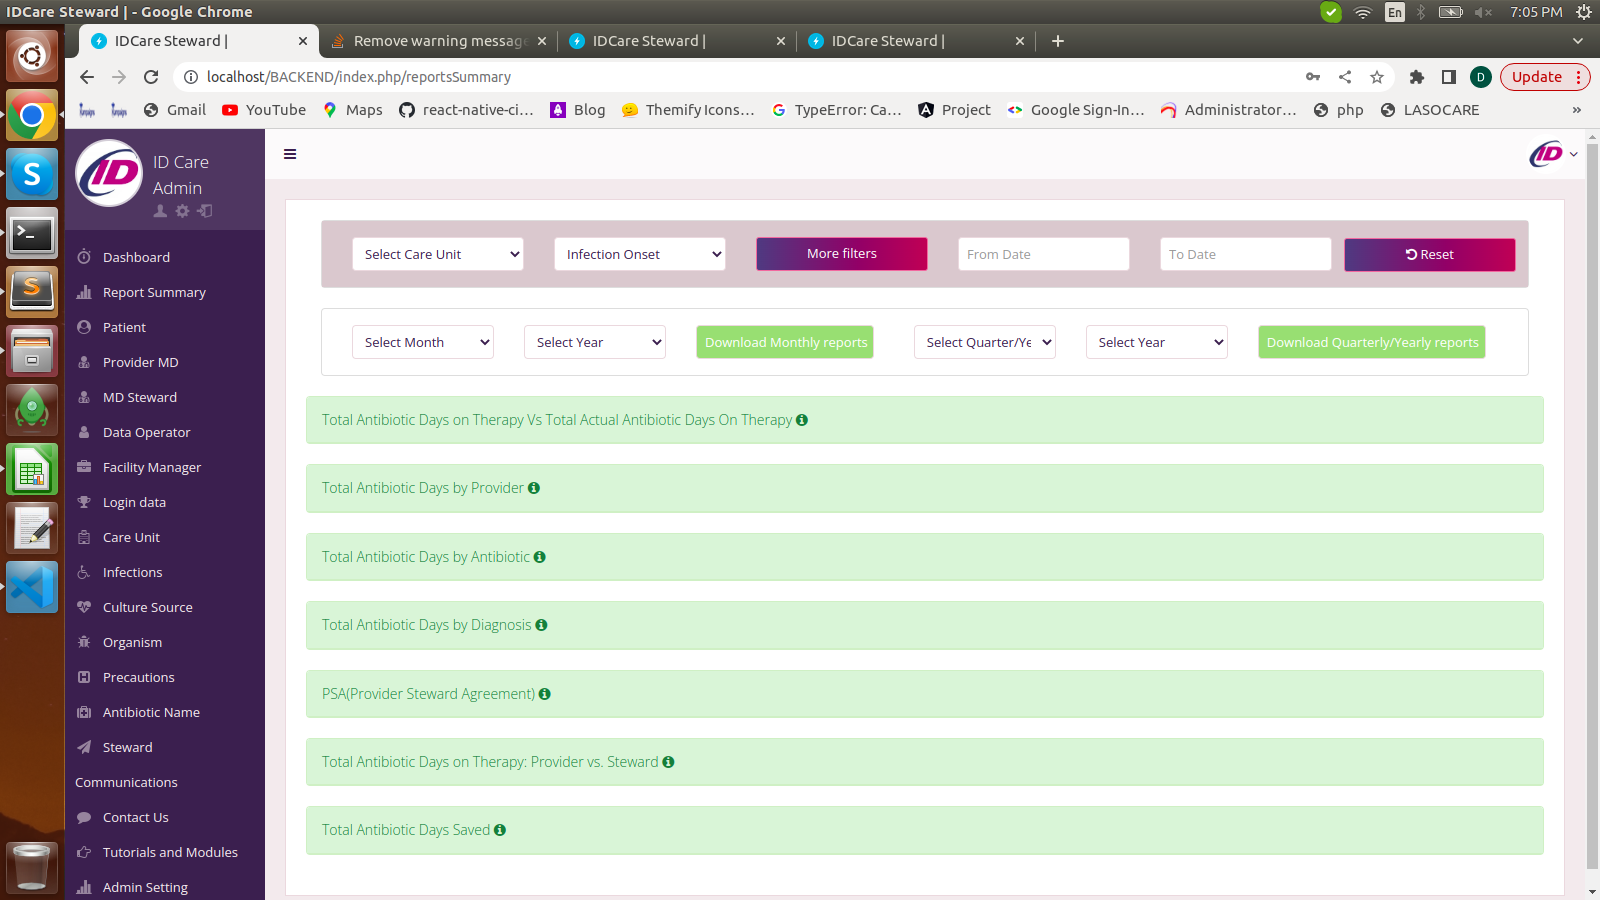 IDCare Steward | - Google Chrome
En
7:05 PM
IDCare Steward |
Remove warning message
IDCare Steward |
IDCare Steward |
localhost/BACKEND/index.php/reportsSummary
D
Update
Gmail
YouTube
Maps
react-native-ci...
Blog
Themify Icons...
TypeError: Ca...
Project
Google Sign-In...
Administrator...
php
LASOCARE
»
ID
ID Care
Admin
ID
Dashboard
Report Summary
Patient
Provider MD
MD Steward
Data Operator
Facility Manager
Login data
Care Unit
Infections
Culture Source
Organism
Precautions
Antibiotic Name
Steward
Communications
Contact Us
Tutorials and Modules
Admin Setting
Select Care Unit
Infection Onset
More filters
From Date
To Date
Reset
Select Month
Select Year
Download Monthly reports
Select Quarter/Ye
Select Year
Download Quarterly/Yearly reports
Total Antibiotic Days on Therapy Vs Total Actual Antibiotic Days On Therapy
Total Antibiotic Days by Provider
Total Antibiotic Days by Antibiotic
Total Antibiotic Days by Diagnosis
PSA(Provider Steward Agreement)
Total Antibiotic Days on Therapy: Provider vs. Steward
Total Antibiotic Days Saved